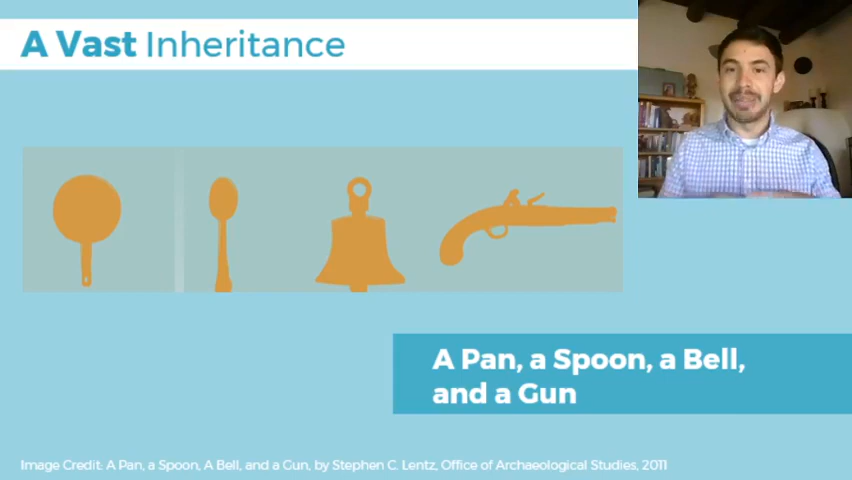 A Vast Inheritance
A Pan, a Spoon, a Bell,
and a Gun
Image Credit: A Pan, a Spoon, A Bell, and a Gun, by Stephen C. Lentz, Office of Archaeological Studies, 2011